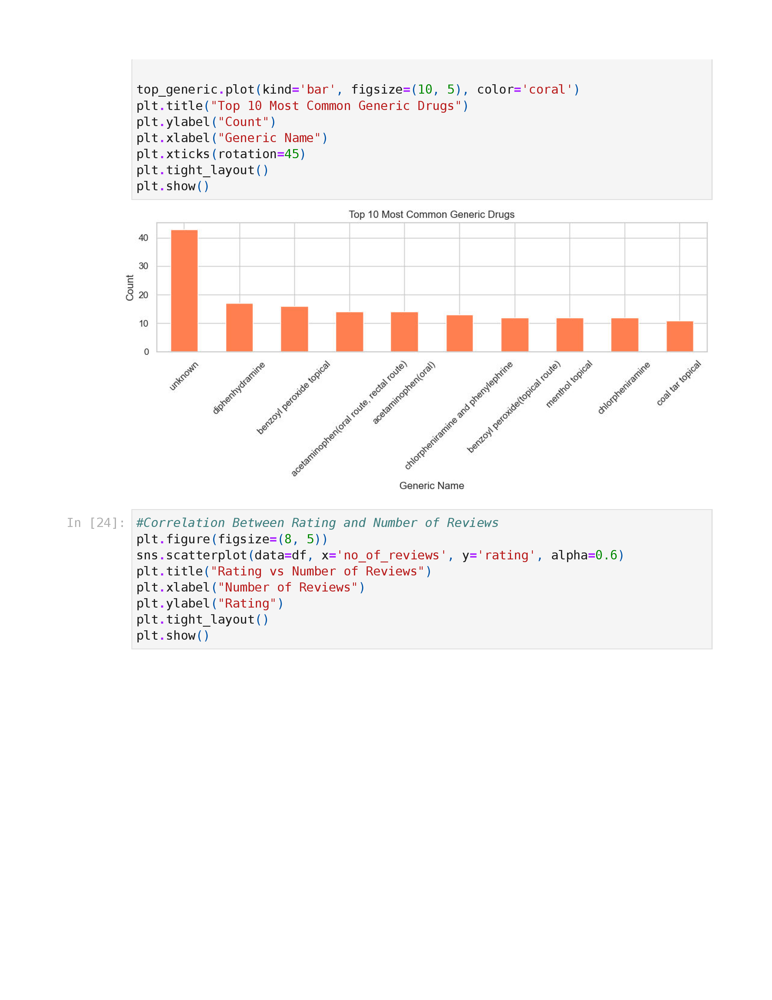 top_generic.plot(kind='bar', figsize=(10, 5), color='coral')
plt.title("Top 10 Most Common Generic Drugs")
plt.ylabel("Count")
plt.xlabel("Generic Name")
plt.xticks(rotation=45)
plt.tight_layout()
plt.show()
Top 10 Most Common Generic Drugs
Count
40
30
20
10
0
unknown
diphenhydramine
benzoyl peroxide topical
acetaminophen(oral route, rectal route)
acetaminophen(oral)
chlorpheniramine and phenylephrine
benzoyl peroxide(topical route)
menthol topical
chlorpheniramine
coal tar topical
Generic Name
In [24]:
#Correlation Between Rating and Number of Reviews
plt.figure(figsize=(8, 5))
sns.scatterplot(data=df, x='no_of_reviews', y='rating', alpha=0.6)
plt.title("Rating vs Number of Reviews")
plt.xlabel("Number of Reviews")
plt.ylabel("Rating")
plt.tight_layout()
plt.show()